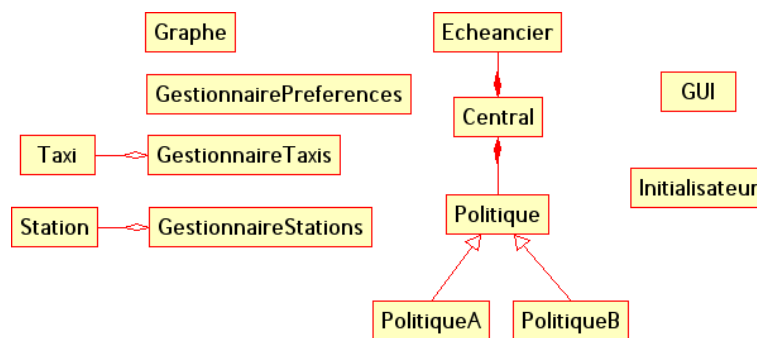 Graphe
Echeancier
GestionnairePreferences
GUI
Central
Taxi
GestionnaireTaxis
Initialisateur
Politique
Station
GestionnaireStations
PolitiqueA
PolitiqueB